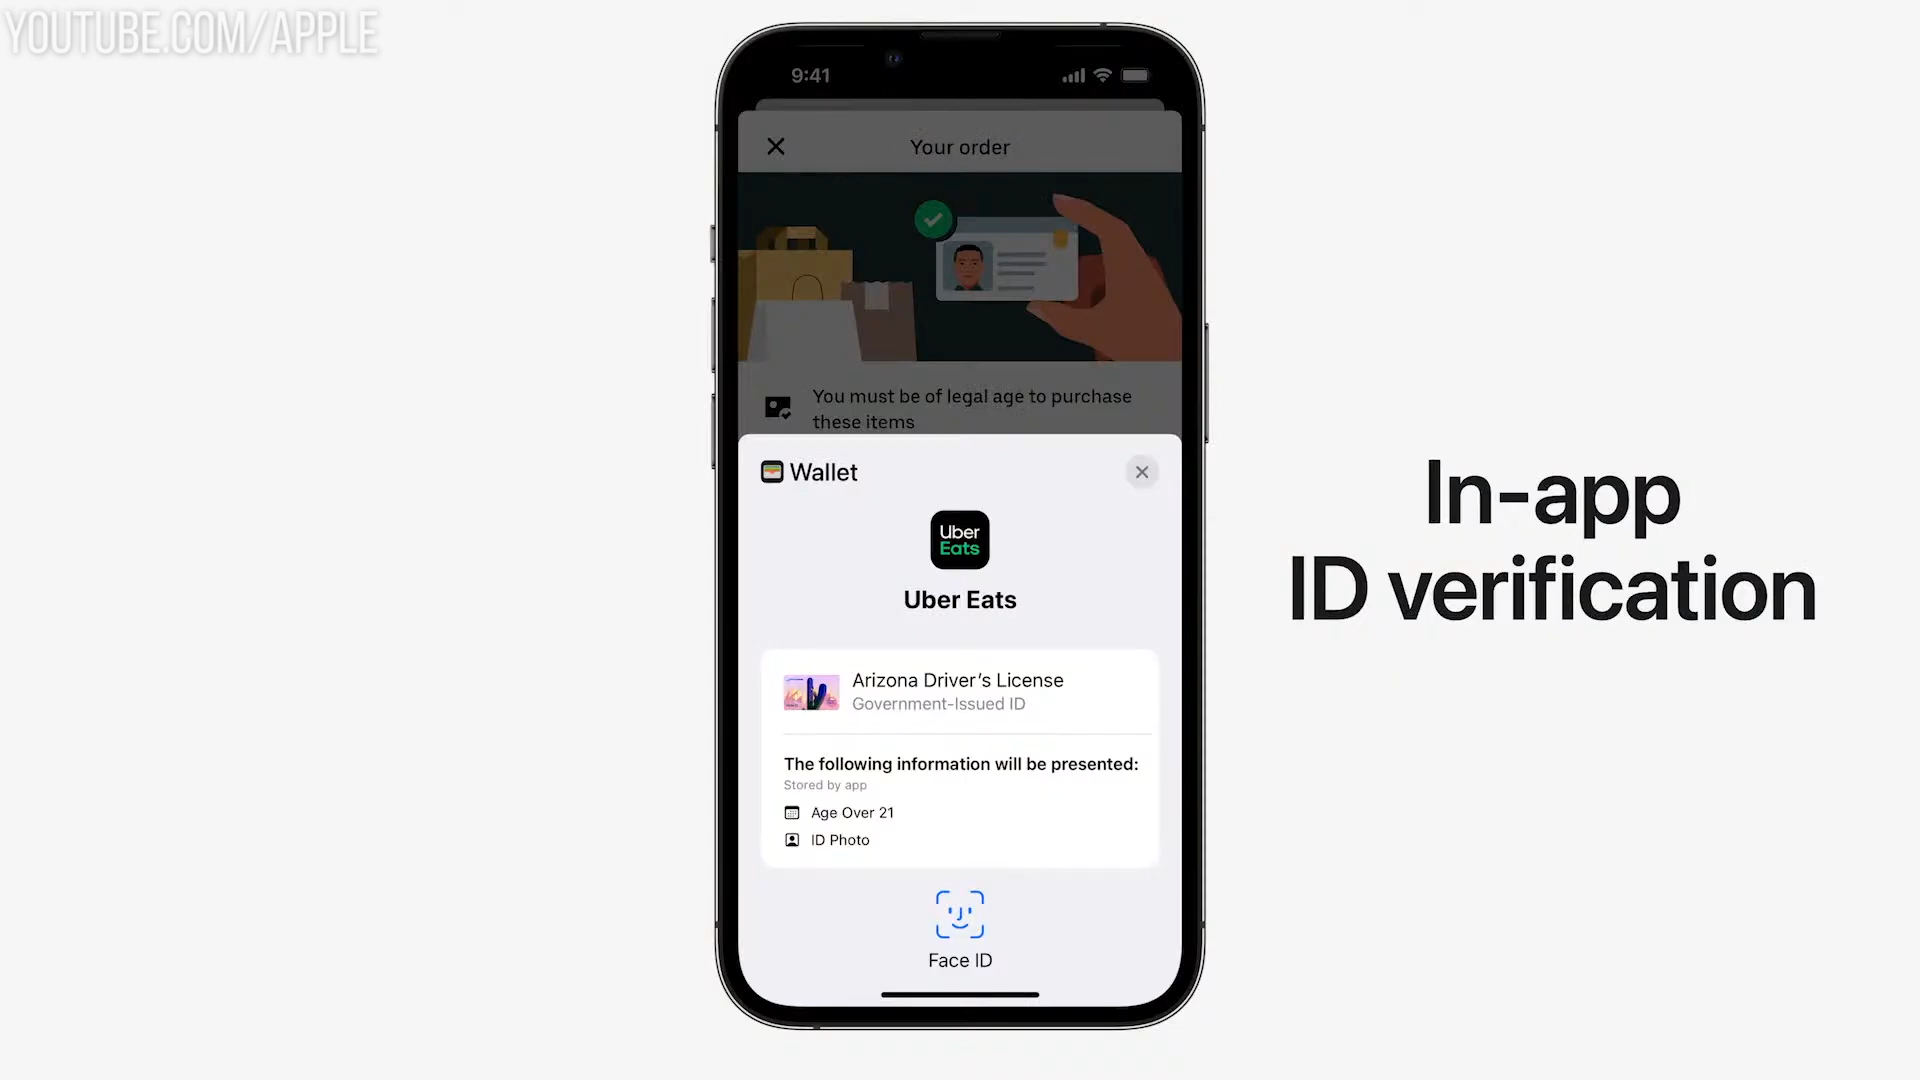 YOUTUBE.COM/APPLE
9:41
Your order
You must be of legal age to purchase
these items
Wallet
Uber
Eats
Uber Eats
Arizona Driver’s License
Government-Issued ID
The following information will be presented:
Stored by app
Age Over 21
ID Photo
Face ID
In-app
ID verification